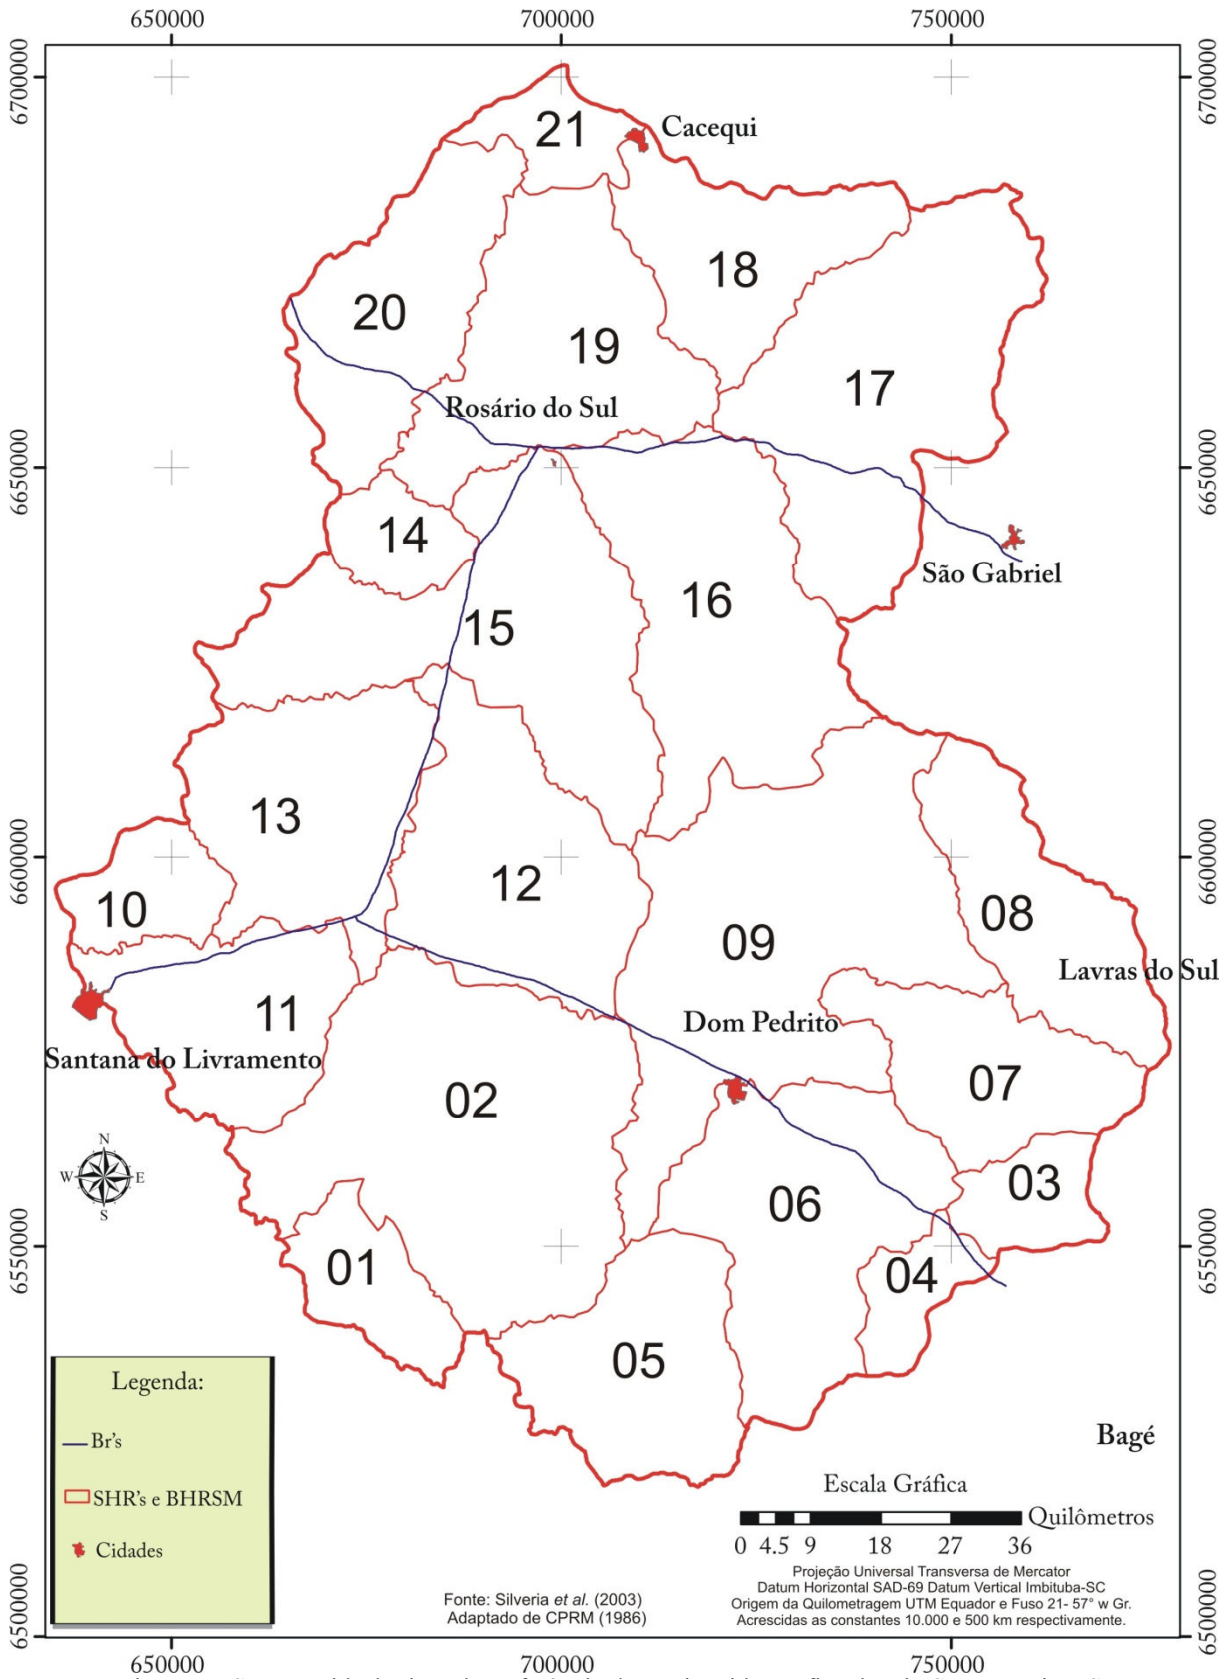 650000 700000 750000
6700000 6700000
21
Cacequi
18
20
19
17
Rosário do Sul
6650000 6650000
14
São Gabriel
16
15
13
6600000 6600000
12
10
08
09
Lavras do Sul
11
Dom Pedrito
Santana do Livramento
07
02
N
W E
S
03
06
6550000 6550000
01
04
05
Legenda:
Br's
SHR's e BHRSM
Cidades
Bagé
Escala Gráfica
Quilômetros
0 4.5 9 18 27 36
Projeção Universal Transversa de Mercator
Datum Horizontal SAD-69 Datum Vertical Imbituba-SC
Origem da Quilometragem UTM Equador e Fuso 21- 57° w Gr.
Acrescidas as constantes 10.000 e 500 km respectivamente.
Fonte: Silveria et al. (2003)
Adaptado de CPRM (1986)
6500000 6500000
650000 700000 750000